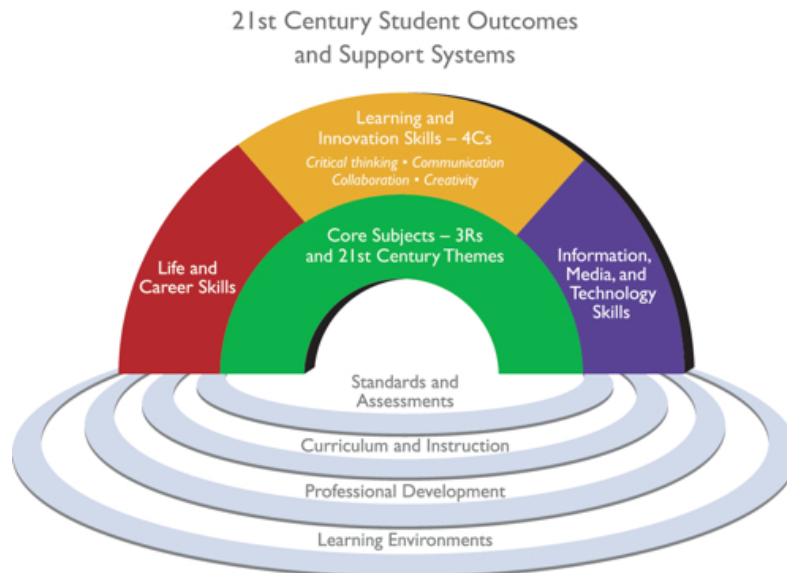 21st Century Student Outcomes
and Support Systems
Learning and
Innovation Skills – 4Cs
Critical thinking • Communication
Collaboration • Creativity
Core Subjects – 3Rs
and 21st Century Themes
Life and
Career Skills
Information,
Media, and
Technology
Skills
Standards and
Assessments
Curriculum and Instruction
Professional Development
Learning Environments